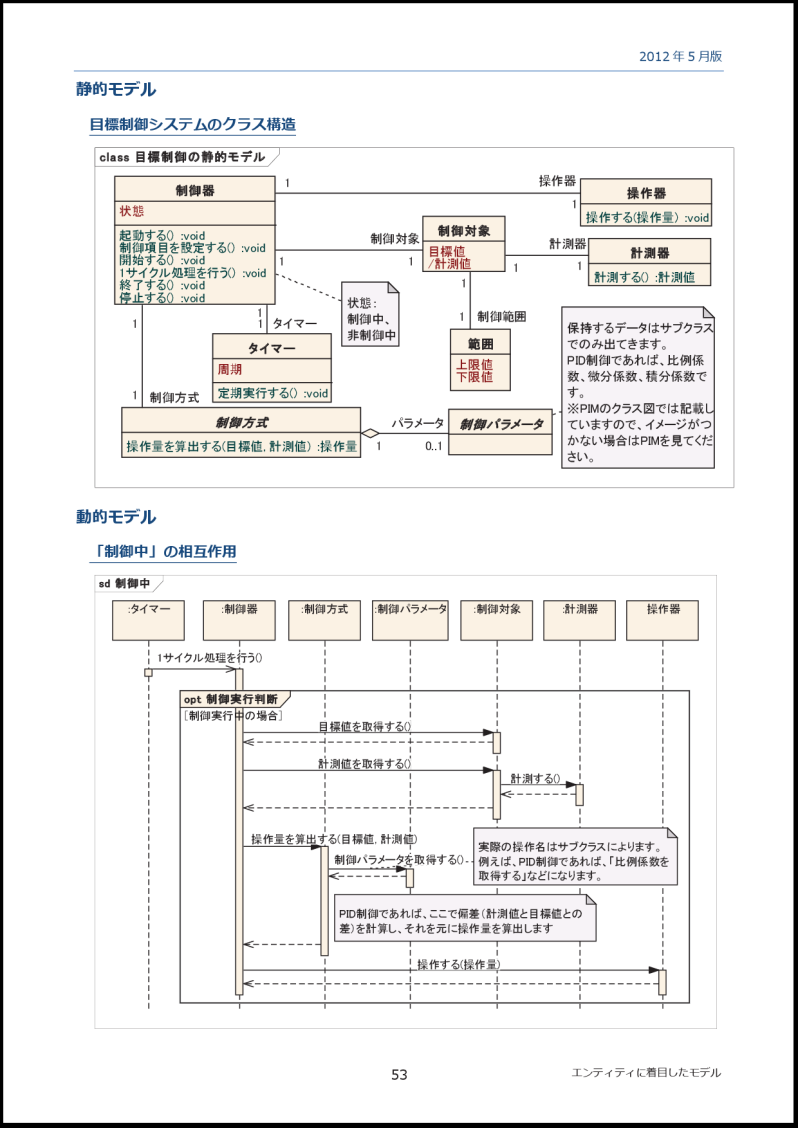 2012 年 5 月版
静的モデル
目標制御システムのクラス構造
class 目標制御の静的モデル
制御器
状態
起動する() :void
制御項目を設定する() :void
開始する() :void
1サイクル処理を行う() :void
終了する() :void
停止する() :void
1
操作器
1
操作器
操作する(操作量) :void
1
制御対象
1
制御対象
目標値
/計測値
1
計測器
1
計測器
計測する() :計測値
状態:
制御中、
非制御中
1
1 タイマー
タイマー
周期
定期実行する() :void
1
制御範囲
1
範囲
上限値
下限値
保持するデータはサブクラス
でのみ出てきます。
PID制御であれば、比例係
数、微分係数、積分係数で
す。
※PIMのクラス図では記載し
ていますので、イメージがつ
かない場合はPIMを見てくだ
さい。
1
1
制御方式
制御方式
操作量を算出する(目標値, 計測値) :操作量
パラメータ
1
0..1
制御パラメータ
動的モデル
「制御中」の相互作用
sd 制御中
:タイマー
:制御器
:制御方式
:制御パラメータ
:制御対象
:計測器
操作器
1サイクル処理を行う()
opt 制御実行判断
[制御実行中の場合]
目標値を取得する()
計測値を取得する()
計測する()
操作量を算出する(目標値, 計測値)
制御パラメータを取得する()
実際の操作名はサブクラスによります。
例えば、PID制御であれば、「比例係数を
取得する」などになります。
PID制御であれば、ここで偏差(計測値と目標値との
差)を計算し、それを元に操作量を算出します
操作する(操作量)
53
エンティティに着目したモデル